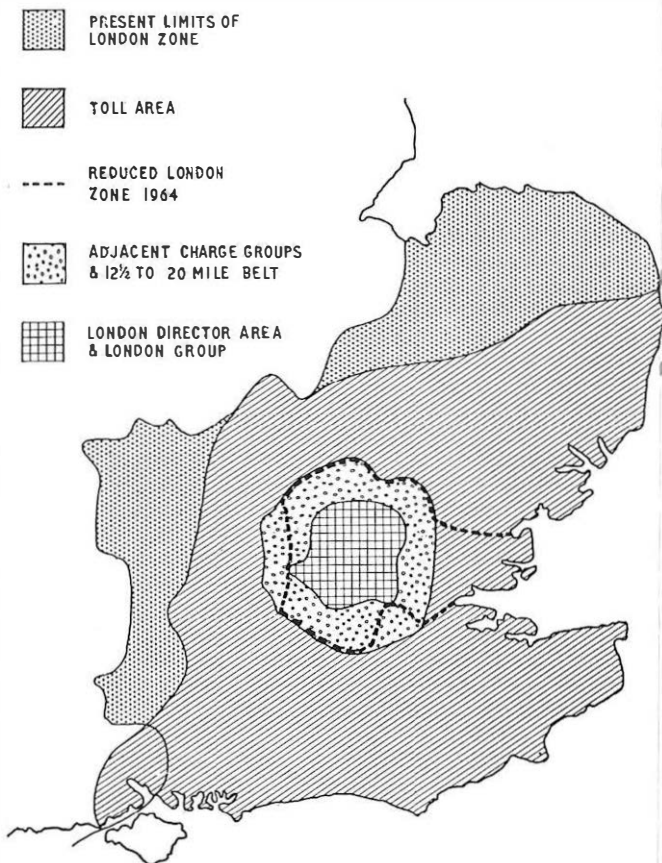 PRESENT LIMITS OF
LONDON ZONE
TOLL AREA
REDUCED LONDON
ZONE 1964
ADJACENT CHARGE GROUPS
& 12½ TO 20 MILE BELT
LONDON DIRECTOR AREA
& LONDON GROUP